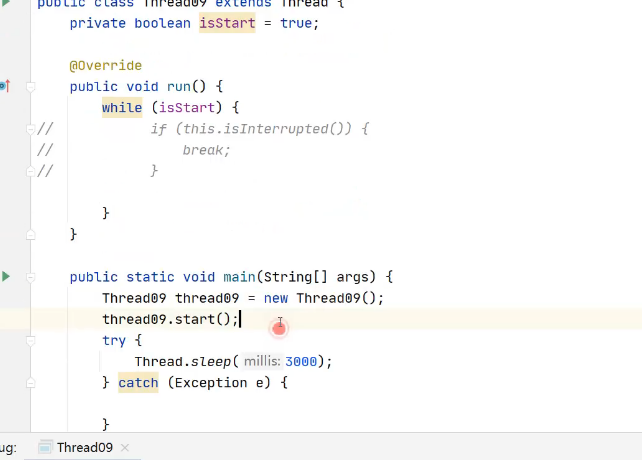 public class Thread09 extends Thread {
    private boolean isStart = true;
    @Override
    public void run() {
        while (isStart) {
//            if (this.isInterrupted()) {
//                break;
//            }
        }
    }
    public static void main(String[] args) {
        Thread09 thread09 = new Thread09();
        thread09.start();
        try {
            Thread.sleep( millis: 3000);
        } catch (Exception e) {
        }
ug: Thread09